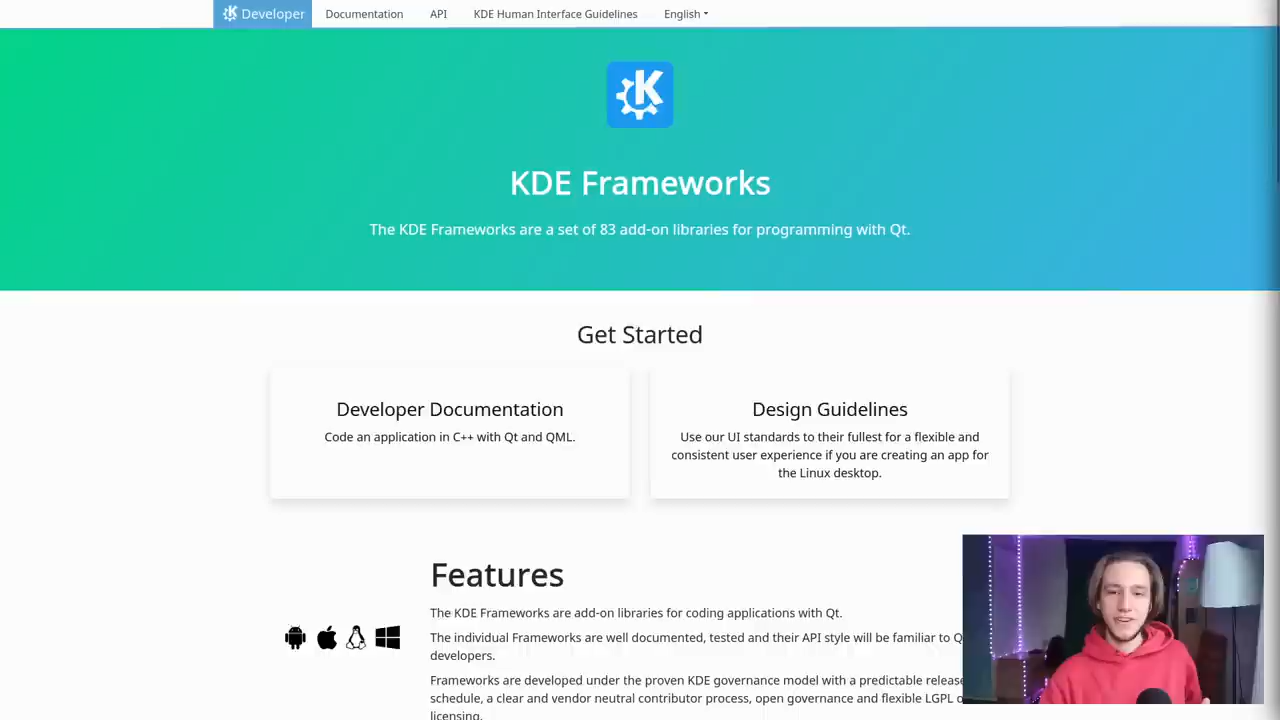 Developer Documentation API KDE Human Interface Guidelines English
KDE Frameworks
The KDE Frameworks are a set of 83 add-on libraries for programming with Qt.
Get Started
Developer Documentation
Code an application in C++ with Qt and QML.
Design Guidelines
Use our UI standards to their fullest for a flexible and
consistent user experience if you are creating an app for
the Linux desktop.
Features
The KDE Frameworks are add-on libraries for coding applications with Qt.
The individual Frameworks are well documented, tested and their API style will be familiar to
developers.
Frameworks are developed under the proven KDE governance model with a predictable release
schedule, a clear and vendor neutral contributor process, open governance and flexible LGPL
licensing.